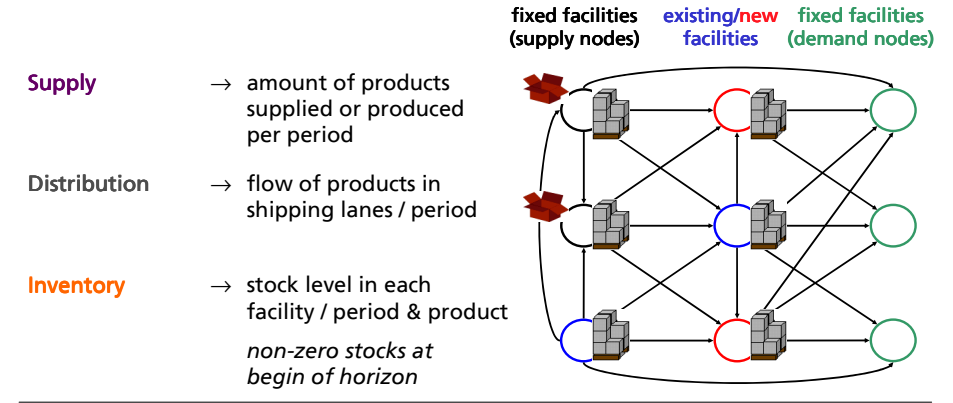 fixed facilities
(supply nodes)
existing/new
facilities
fixed facilities
(demand nodes)
Supply → amount of products
supplied or produced
per period
Distribution → flow of products in
shipping lanes / period
Inventory → stock level in each
facility / period & product
non-zero stocks at
begin of horizon